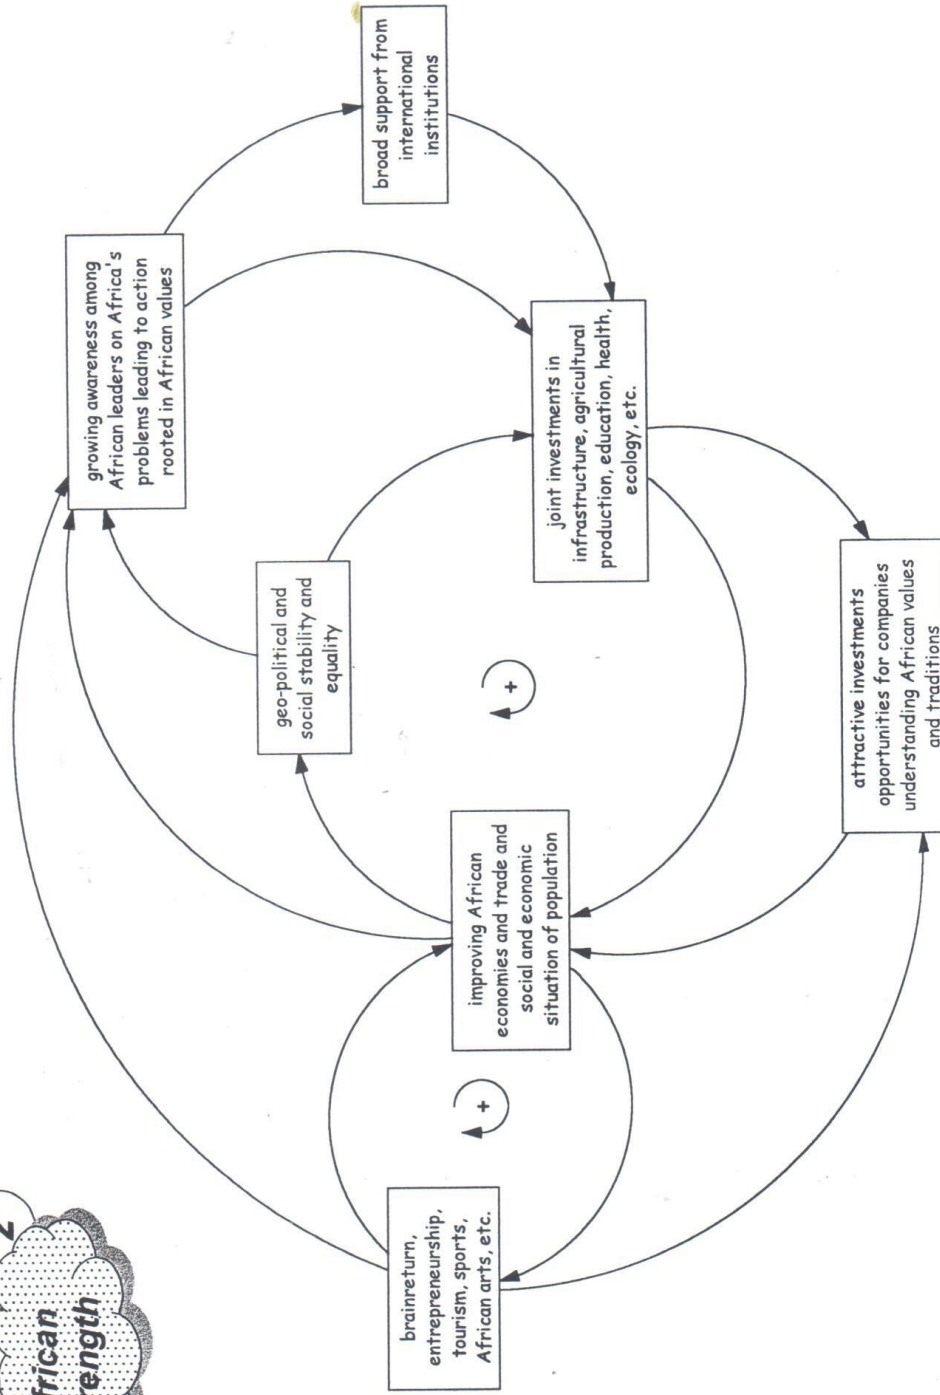 2
frican
rength
growing awareness among
African leaders on Africa's
problems leading to action
rooted in African values
broad support from
international
institutions
geo-political and
social stability and
equality
joint investments in
infrastructure, agricultural
production, education, health,
ecology, etc.
+
improving African
economies and trade and
social and economic
situation of population
+
brainreturn,
entrepreneurship,
tourism, sports,
African arts, etc.
attractive investments
opportunities for companies
understanding African values
and traditions